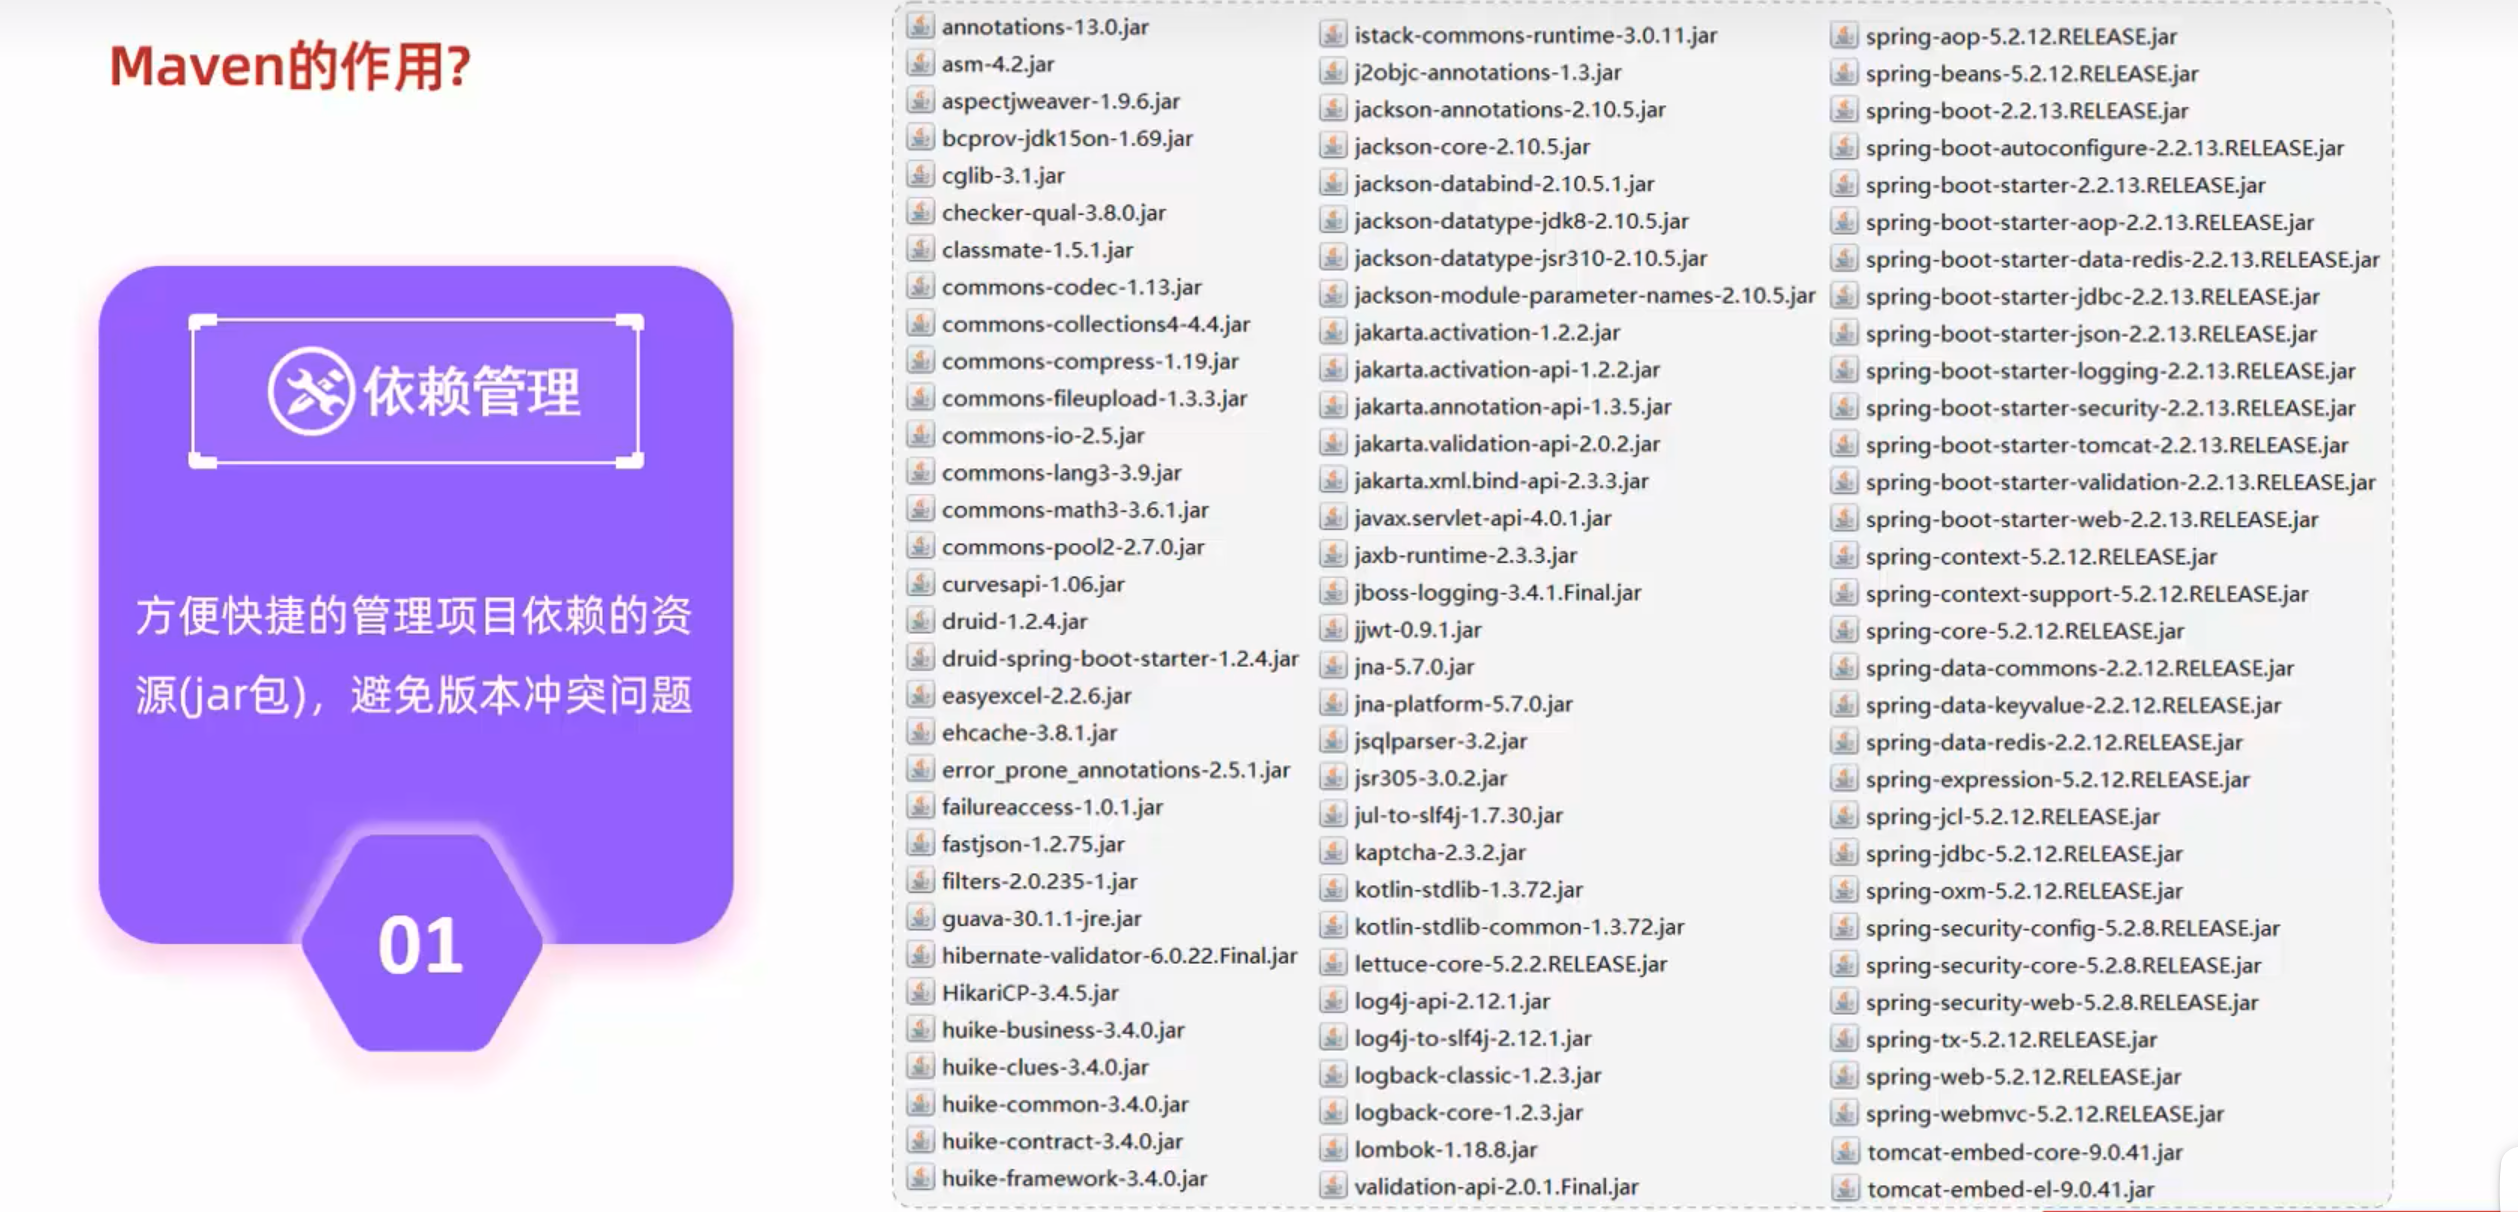 Maven的作用?
依赖管理
方便快捷的管理项目依赖的资
源(jar包)，避免版本冲突问题
01
annotations-13.0.jar
asm-4.2.jar
aspectjweaver-1.9.6.jar
bcprov-jdk15on-1.69.jar
cglib-3.1.jar
checker-qual-3.8.0.jar
classmate-1.5.1.jar
commons-codec-1.13.jar
commons-collections4-4.4.jar
commons-compress-1.19.jar
commons-fileupload-1.3.3.jar
commons-io-2.5.jar
commons-lang3-3.9.jar
commons-math3-3.6.1.jar
commons-pool2-2.7.0.jar
curvesapi-1.06.jar
druid-1.2.4.jar
druid-spring-boot-starter-1.2.4.jar
easyexcel-2.2.6.jar
ehcache-3.8.1.jar
error_prone_annotations-2.5.1.jar
failureaccess-1.0.1.jar
fastjson-1.2.75.jar
filters-2.0.235-1.jar
guava-30.1.1-jre.jar
hibernate-validator-6.0.22.Final.jar
HikariCP-3.4.5.jar
huike-business-3.4.0.jar
huike-clues-3.4.0.jar
huike-common-3.4.0.jar
huike-contract-3.4.0.jar
huike-framework-3.4.0.jar
istack-commons-runtime-3.0.11.jar
j2objc-annotations-1.3.jar
jackson-annotations-2.10.5.jar
jackson-core-2.10.5.jar
jackson-databind-2.10.5.1.jar
jackson-datatype-jdk8-2.10.5.jar
jackson-datatype-jsr310-2.10.5.jar
jackson-module-parameter-names-2.10.5.jar
jakarta.activation-1.2.2.jar
jakarta.activation-api-1.2.2.jar
jakarta.annotation-api-1.3.5.jar
jakarta.validation-api-2.0.2.jar
jakarta.xml.bind-api-2.3.3.jar
javax.servlet-api-4.0.1.jar
jaxb-runtime-2.3.3.jar
jboss-logging-3.4.1.Final.jar
jjwt-0.9.1.jar
jna-5.7.0.jar
jna-platform-5.7.0.jar
jsqlparser-3.2.jar
jsr305-3.0.2.jar
jul-to-slf4j-1.7.30.jar
kaptcha-2.3.2.jar
kotlin-stdlib-1.3.72.jar
kotlin-stdlib-common-1.3.72.jar
lettuce-core-5.2.2.RELEASE.jar
log4j-api-2.12.1.jar
log4j-to-slf4j-2.12.1.jar
logback-classic-1.2.3.jar
logback-core-1.2.3.jar
lombok-1.18.8.jar
validation-api-2.0.1.Final.jar
spring-aop-5.2.12.RELEASE.jar
spring-beans-5.2.12.RELEASE.jar
spring-boot-2.2.13.RELEASE.jar
spring-boot-autoconfigure-2.2.13.RELEASE.jar
spring-boot-starter-2.2.13.RELEASE.jar
spring-boot-starter-aop-2.2.13.RELEASE.jar
spring-boot-starter-data-redis-2.2.13.RELEASE.jar
spring-boot-starter-jdbc-2.2.13.RELEASE.jar
spring-boot-starter-json-2.2.13.RELEASE.jar
spring-boot-starter-logging-2.2.13.RELEASE.jar
spring-boot-starter-security-2.2.13.RELEASE.jar
spring-boot-starter-tomcat-2.2.13.RELEASE.jar
spring-boot-starter-validation-2.2.13.RELEASE.jar
spring-boot-starter-web-2.2.13.RELEASE.jar
spring-context-5.2.12.RELEASE.jar
spring-context-support-5.2.12.RELEASE.jar
spring-core-5.2.12.RELEASE.jar
spring-data-commons-2.2.12.RELEASE.jar
spring-data-keyvalue-2.2.12.RELEASE.jar
spring-data-redis-2.2.12.RELEASE.jar
spring-expression-5.2.12.RELEASE.jar
spring-jcl-5.2.12.RELEASE.jar
spring-jdbc-5.2.12.RELEASE.jar
spring-oxm-5.2.12.RELEASE.jar
spring-security-config-5.2.8.RELEASE.jar
spring-security-core-5.2.8.RELEASE.jar
spring-security-web-5.2.8.RELEASE.jar
spring-tx-5.2.12.RELEASE.jar
spring-web-5.2.12.RELEASE.jar
spring-webmvc-5.2.12.RELEASE.jar
tomcat-embed-core-9.0.41.jar
tomcat-embed-el-9.0.41.jar